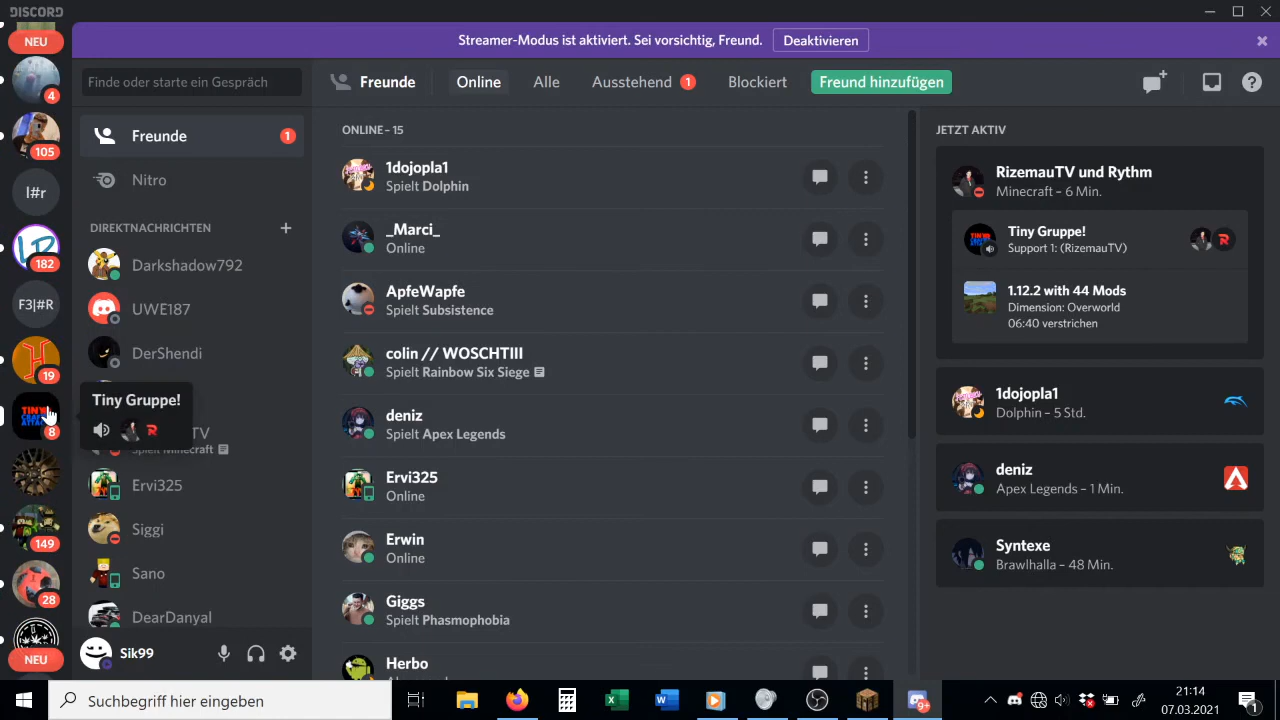 DISCORD
Streamer-Modus ist aktiviert. Sei vorsichtig, Freund. Deaktivieren
NEU
4
105
l#r
LP
182
F3|#R
H
19
TINY
CRAFT
ATTACK
8
149
28
NEU
Finde oder starte ein Gespräch
Freunde 1
Nitro
DIREKTNACHRICHTEN
Darkshadow792
UWE187
DerShendi
Tiny Gruppe!
TV
Spielt Minecraft
Ervi325
Siggi
Sano
DearDanyal
Sik99
Freunde Online Alle Ausstehend 1 Blockiert Freund hinzufügen
ONLINE – 15
1dojopla1
Spielt Dolphin
_Marci_
Online
ApfeWapfe
Spielt Subsistence
colin // WOSCHTIII
Spielt Rainbow Six Siege
deniz
Spielt Apex Legends
Ervi325
Online
Erwin
Online
Giggs
Spielt Phasmophobia
Herbo
JETZT AKTIV
RizemauTV und Rythm
Minecraft – 6 Min.
Tiny Gruppe!
Support 1: (RizemauTV)
1.12.2 with 44 Mods
Dimension: Overworld
06:40 verstrichen
1dojopla1
Dolphin – 5 Std.
deniz
Apex Legends – 1 Min.
Syntexe
Brawlhalla – 48 Min.
Suchbegriff hier eingeben
9+
21:14
07.03.2021
1